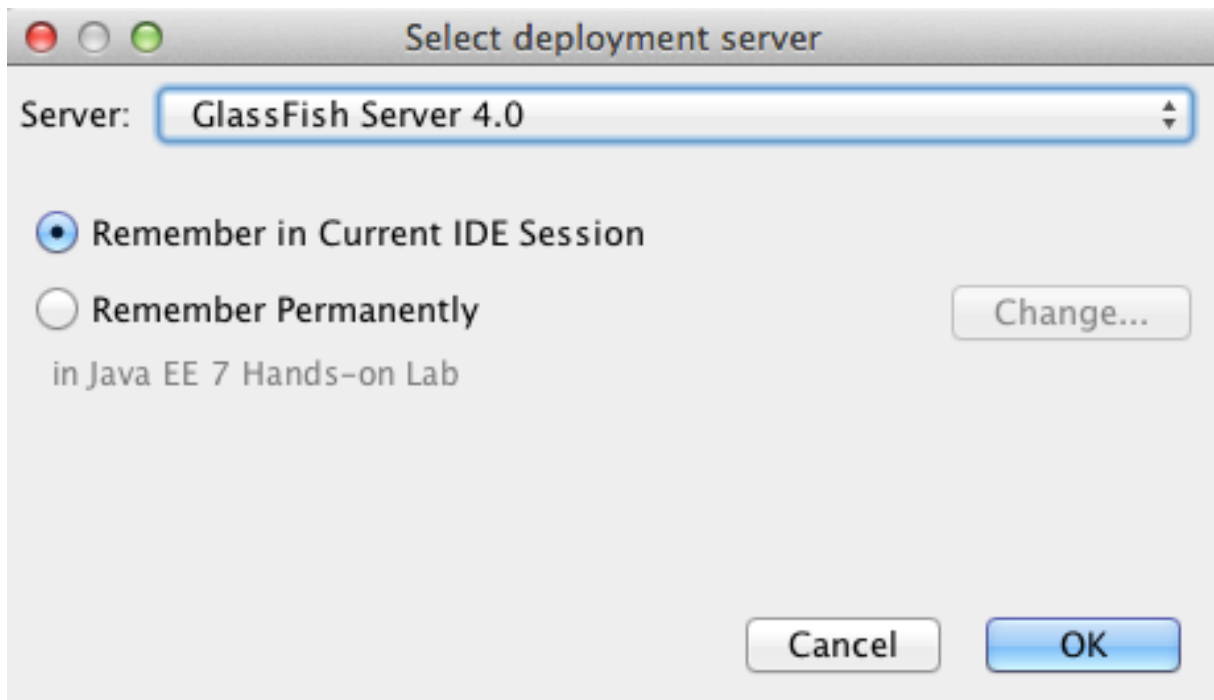 Select deployment server
Server: GlassFish Server 4.0
Remember in Current IDE Session
Remember Permanently Change...
in Java EE 7 Hands-on Lab
Cancel OK